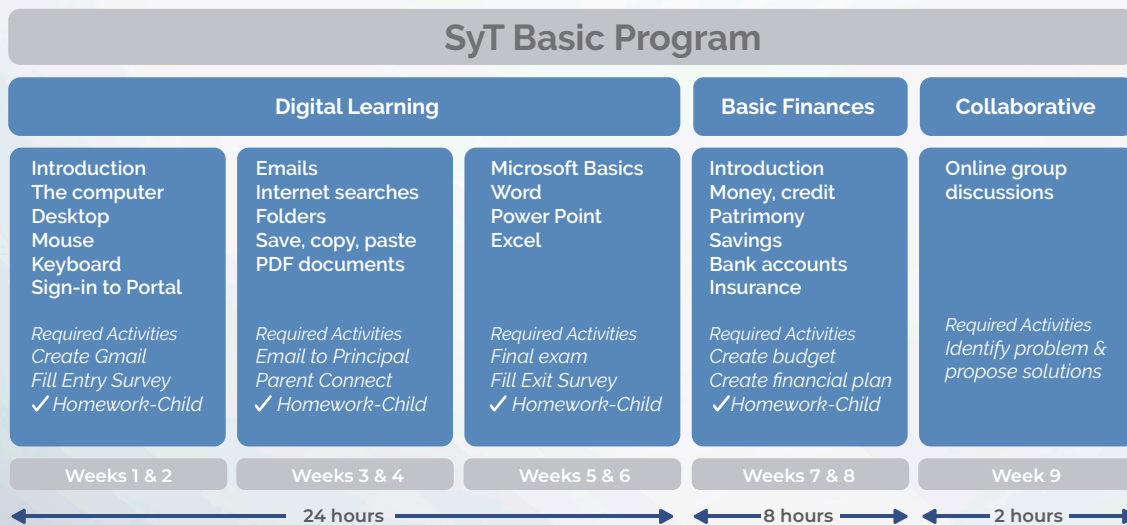 SyT Basic Program
Digital Learning
Basic Finances
Collaborative
Introduction
The computer
Desktop
Mouse
Keyboard
Sign-in to Portal
Required Activities
Create Gmail
Fill Entry Survey
✓ Homework-Child
Emails
Internet searches
Folders
Save, copy, paste
PDF documents
Required Activities
Email to Principal
Parent Connect
✓ Homework-Child
Microsoft Basics
Word
Power Point
Excel
Required Activities
Final exam
Fill Exit Survey
✓ Homework-Child
Introduction
Money, credit
Patrimony
Savings
Bank accounts
Insurance
Required Activities
Create budget
Create financial plan
✓Homework-Child
Online group
discussions
Required Activities
Identify problem &
propose solutions
Weeks 1 & 2
Weeks 3 & 4
Weeks 5 & 6
Weeks 7 & 8
Week 9
24 hours
8 hours
2 hours